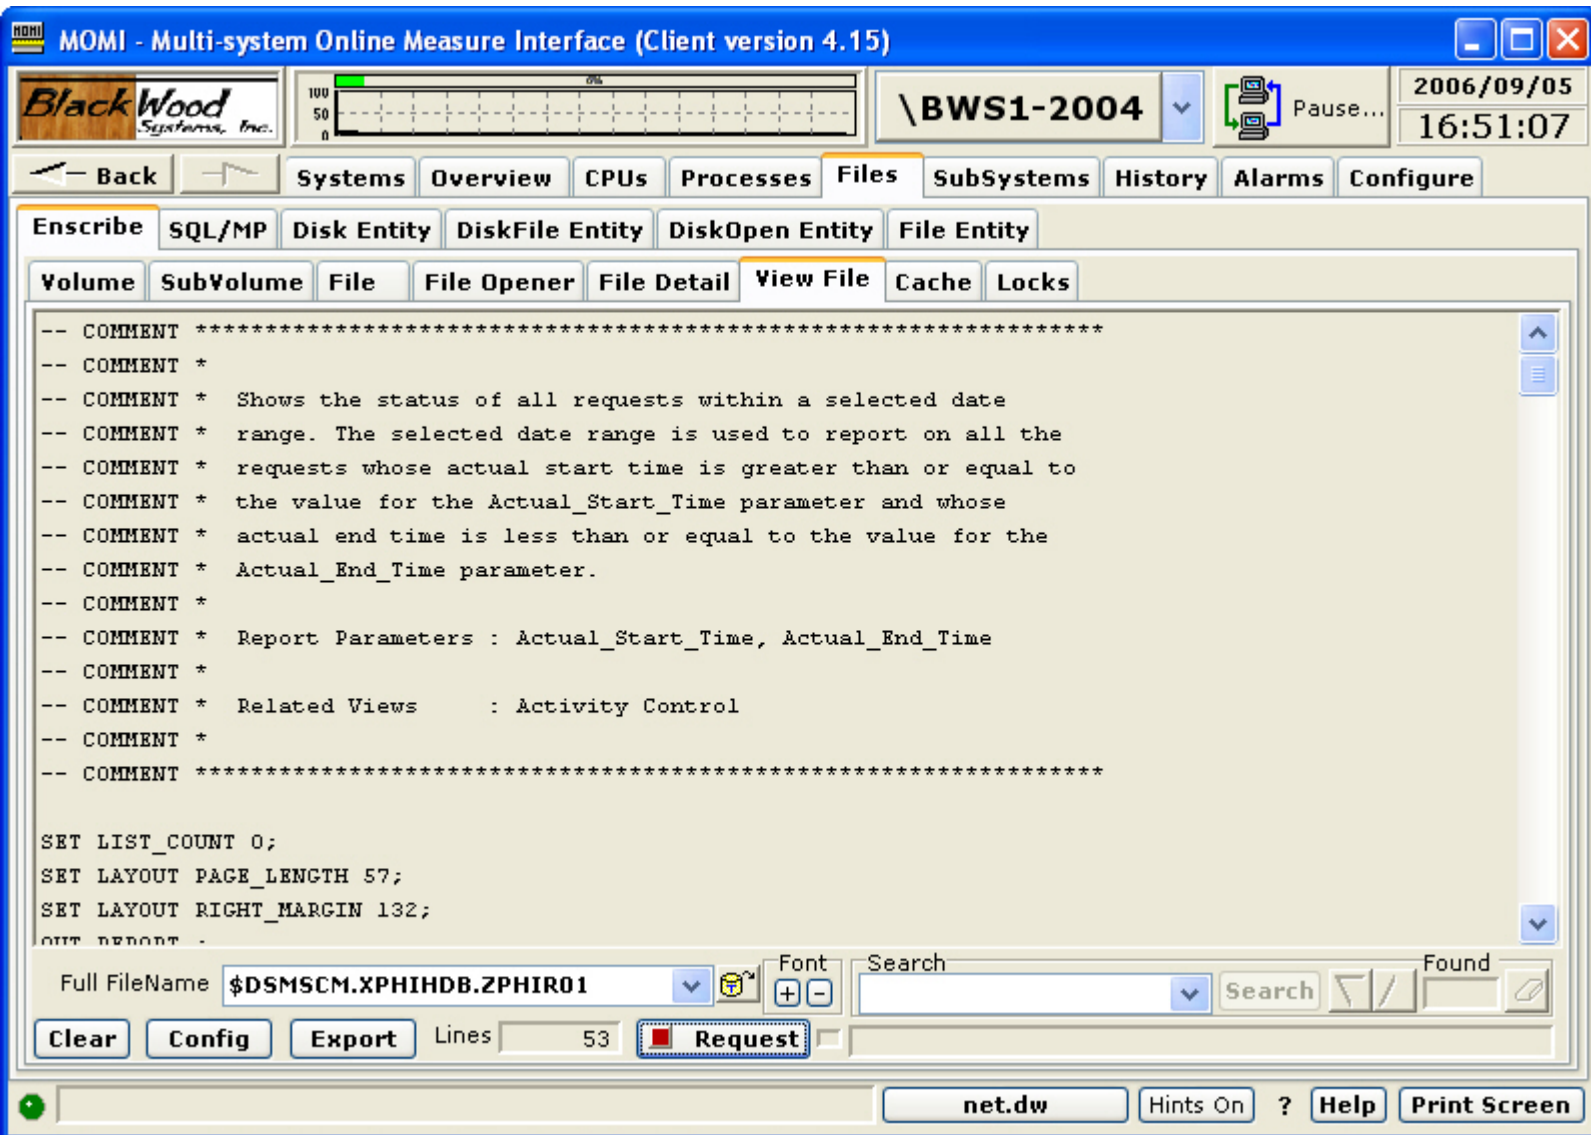 MOMI MOMI - Multi-system Online Measure Interface (Client version 4.15)
BlackWood
Systems, Inc.
0%
100
50
0
\BWS1-2004
Pause...
2006/09/05
16:51:07
Back Systems Overview CPUs Processes Files SubSystems History Alarms Configure
Enscribe SQL/MP Disk Entity DiskFile Entity DiskOpen Entity File Entity
Volume SubVolume File File Opener File Detail View File Cache Locks
-- COMMENT *****************************************************************
-- COMMENT *
-- COMMENT *  Shows the status of all requests within a selected date
-- COMMENT *  range. The selected date range is used to report on all the
-- COMMENT *  requests whose actual start time is greater than or equal to
-- COMMENT *  the value for the Actual_Start_Time parameter and whose
-- COMMENT *  actual end time is less than or equal to the value for the
-- COMMENT *  Actual_End_Time parameter.
-- COMMENT *
-- COMMENT *  Report Parameters : Actual_Start_Time, Actual_End_Time
-- COMMENT *
-- COMMENT *  Related Views     : Activity Control
-- COMMENT *
-- COMMENT *****************************************************************
SET LIST_COUNT 0;
SET LAYOUT PAGE_LENGTH 57;
SET LAYOUT RIGHT_MARGIN 132;
OUT_REPORT ;
Full FileName $DSMSCM.XPHIHDB.ZPHIR01 Font + - Search Search Found
Clear Config Export Lines 53 Request
net.dw Hints On ? Help Print Screen